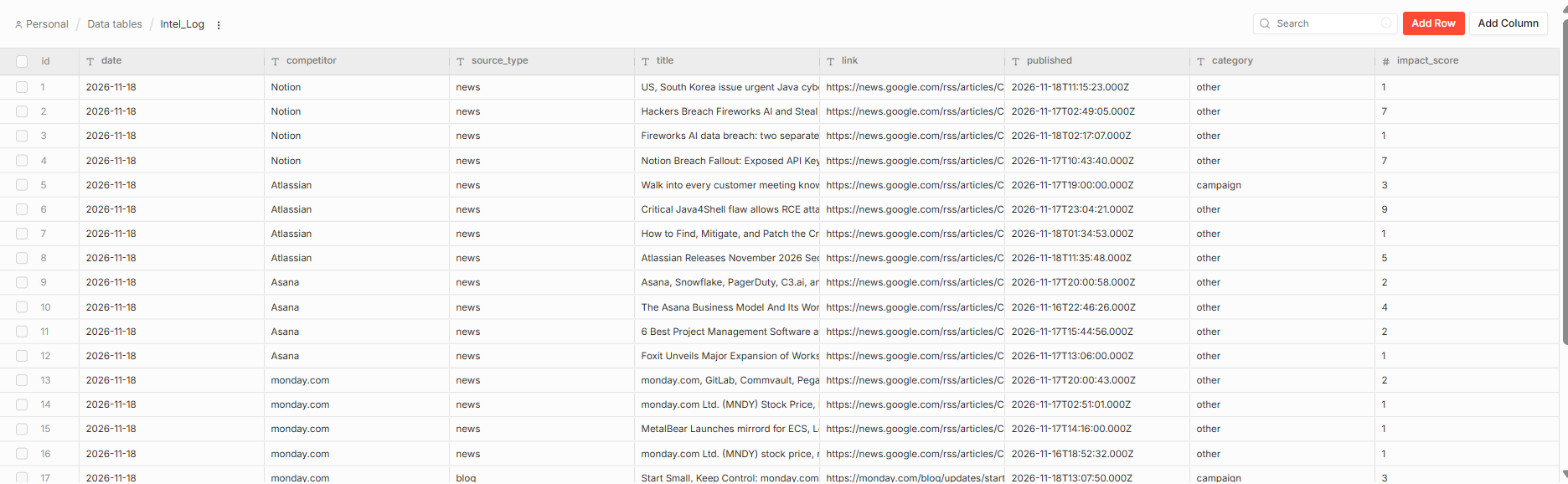 Personal / Data tables / Intel_Log
Search
Add Row
Add Column
id date competitor source_type title link published category # impact_score
1 2026-11-18 Notion news US, South Korea issue urgent Java cyb https://news.google.com/rss/articles/C 2026-11-18T11:15:23.000Z other 1
2 2026-11-18 Notion news Hackers Breach Fireworks AI and Steal https://news.google.com/rss/articles/C 2026-11-17T02:49:05.000Z other 7
3 2026-11-18 Notion news Fireworks AI data breach: two separate https://news.google.com/rss/articles/C 2026-11-18T02:17:07.000Z other 1
4 2026-11-18 Notion news Notion Breach Fallout: Exposed API Key https://news.google.com/rss/articles/C 2026-11-17T10:43:40.000Z other 7
5 2026-11-18 Atlassian news Walk into every customer meeting know https://news.google.com/rss/articles/C 2026-11-17T19:00:00.000Z campaign 3
6 2026-11-18 Atlassian news Critical Java4Shell flaw allows RCE atta https://news.google.com/rss/articles/C 2026-11-17T23:04:21.000Z other 9
7 2026-11-18 Atlassian news How to Find, Mitigate, and Patch the Cr https://news.google.com/rss/articles/C 2026-11-18T01:34:53.000Z other 1
8 2026-11-18 Atlassian news Atlassian Releases November 2026 Sec https://news.google.com/rss/articles/C 2026-11-18T11:35:48.000Z other 5
9 2026-11-18 Asana news Asana, Snowflake, PagerDuty, C3.ai, ar https://news.google.com/rss/articles/C 2026-11-17T20:00:58.000Z other 2
10 2026-11-18 Asana news The Asana Business Model And Its Wor https://news.google.com/rss/articles/C 2026-11-16T22:46:26.000Z other 4
11 2026-11-18 Asana news 6 Best Project Management Software a https://news.google.com/rss/articles/C 2026-11-17T15:44:56.000Z other 2
12 2026-11-18 Asana news Foxit Unveils Major Expansion of Works https://news.google.com/rss/articles/C 2026-11-17T13:06:00.000Z other 1
13 2026-11-18 monday.com news monday.com, GitLab, Commvault, Pega https://news.google.com/rss/articles/C 2026-11-17T20:00:43.000Z other 2
14 2026-11-18 monday.com news monday.com Ltd. (MNDY) Stock Price, https://news.google.com/rss/articles/C 2026-11-17T02:51:01.000Z other 1
15 2026-11-18 monday.com news MetalBear Launches mirrord for ECS, L https://news.google.com/rss/articles/C 2026-11-17T14:16:00.000Z other 1
16 2026-11-18 monday.com news monday.com Ltd. (MNDY) stock price, https://news.google.com/rss/articles/C 2026-11-16T18:52:32.000Z other 1
17 2026-11-18 monday.com blog Start Small, Keep Control: monday.com https://monday.com/blog/updates/start 2026-11-18T13:07:50.000Z campaign 3